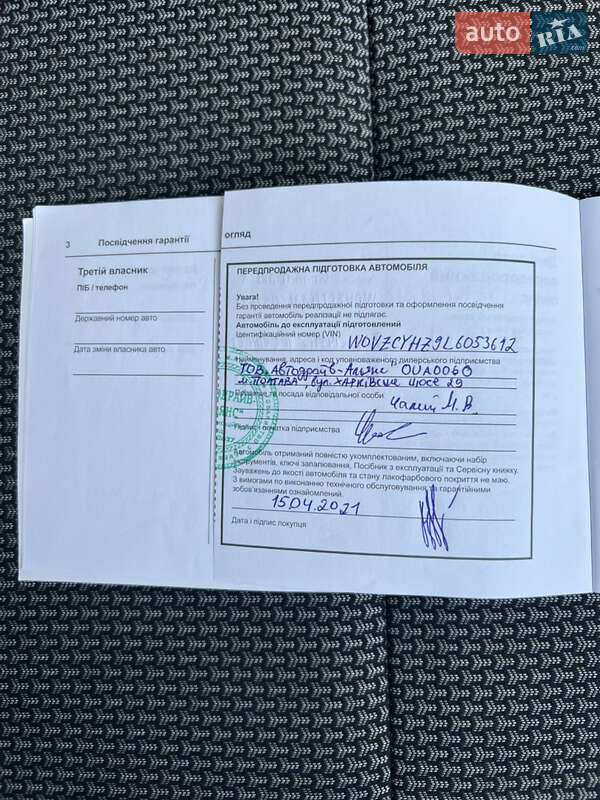 auto RIA.com
3 Посвідчення гарантії
Третій власник
ПІБ / телефон
Державний номер авто
Дата зміни власника авто
огляд
ПЕРЕДПРОДАЖНА ПІДГОТОВКА АВТОМОБІЛЯ
Увага!
Без проведення передпродажної підготовки та оформлення посвідчення
гарантії автомобіль реалізації не підлягає.
Автомобіль до експлуатації підготовлений
Ідентифікаційний номер (VIN) W0VZCYHZ9L6053612
Найменування, адреса і код уповноваженого дилерського підприємства
ТОВ "Автодрайв-Альянс" OUA0060
м.Полтава, вул. Харківське шосе 29
Прізвище та посада відповідальної особи Чалий М.В.
Підпис і печатка підприємства
Автомобіль отриманий повністю укомплектованим, включаючи набір
інструментів, ключі запалювання, Посібник з експлуатації та Сервісну книжку.
Зауважень до якості автомобіля та стану лакофарбового покриття не маю.
З вимогами по виконанню технічного обслуговування та гарантійними
зобов'язаннями ознайомлений.
15.04.2021
Дата і підпис покупця